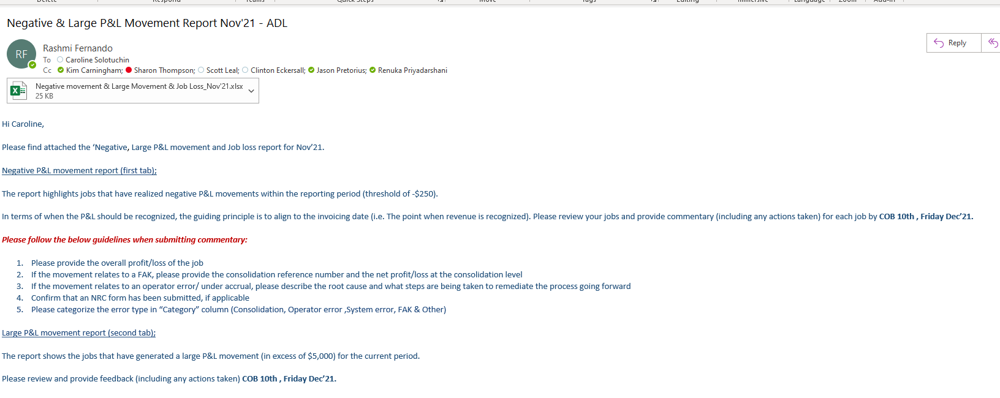 Delete Respond Teams Quick Steps Move Tags Editing Immersive Language Zoom Add-in
Negative & Large P&L Movement Report Nov'21 - ADL
RF
Rashmi Fernando
Reply
To Caroline Solotuchin
Cc Kim Carningham; Sharon Thompson; Scott Leal; Clinton Eckersall; Jason Pretorius; Renuka Priyadarshani
Negative movement & Large Movement & Job Loss_Nov'21.xlsx
25 KB
Hi Caroline,
Please find attached the ‘Negative, Large P&L movement and Job loss report for Nov’21.
Negative P&L movement report (first tab);
The report highlights jobs that have realized negative P&L movements within the reporting period (threshold of -$250).
In terms of when the P&L should be recognized, the guiding principle is to align to the invoicing date (i.e. The point when revenue is recognized). Please review your jobs and provide commentary (including any actions taken) for each job by COB 10th , Friday Dec’21.
Please follow the below guidelines when submitting commentary:
1. Please provide the overall profit/loss of the job
2. If the movement relates to a FAK, please provide the consolidation reference number and the net profit/loss at the consolidation level
3. If the movement relates to an operator error/ under accrual, please describe the root cause and what steps are being taken to remediate the process going forward
4. Confirm that an NRC form has been submitted, if applicable
5. Please categorize the error type in “Category” column (Consolidation, Operator error ,System error, FAK & Other)
Large P&L movement report (second tab);
The report shows the jobs that have generated a large P&L movement (in excess of $5,000) for the current period.
Please review and provide feedback (including any actions taken) COB 10th , Friday Dec’21.